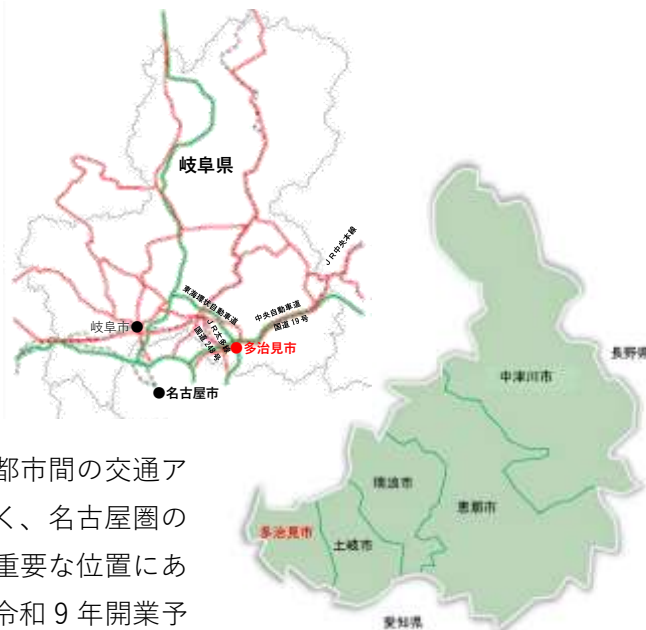 岐阜県
JR中央本線
東海環状自動車道
中央自動車道
国道19号
JR太多線
国道248号
岐阜市
多治見市
名古屋市
長野県
中津川市
瑞浪市
恵那市
多治見市
土岐市
愛知県
都市間の交通ア
く、名古屋圏の
重要な位置にあ
令和9年開業予